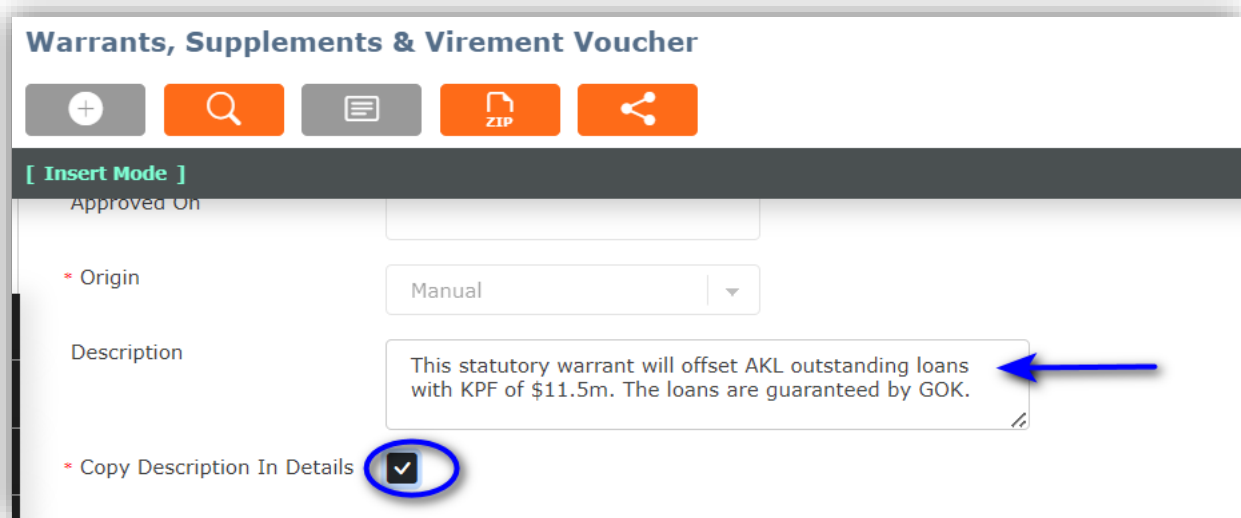 Warrants, Supplements & Virement Voucher
ZIP
[ Insert Mode ]
Approved On
* Origin
Manual
Description
This statutory warrant will offset AKL outstanding loans
with KPF of $11.5m. The loans are guaranteed by GOK.
* Copy Description In Details